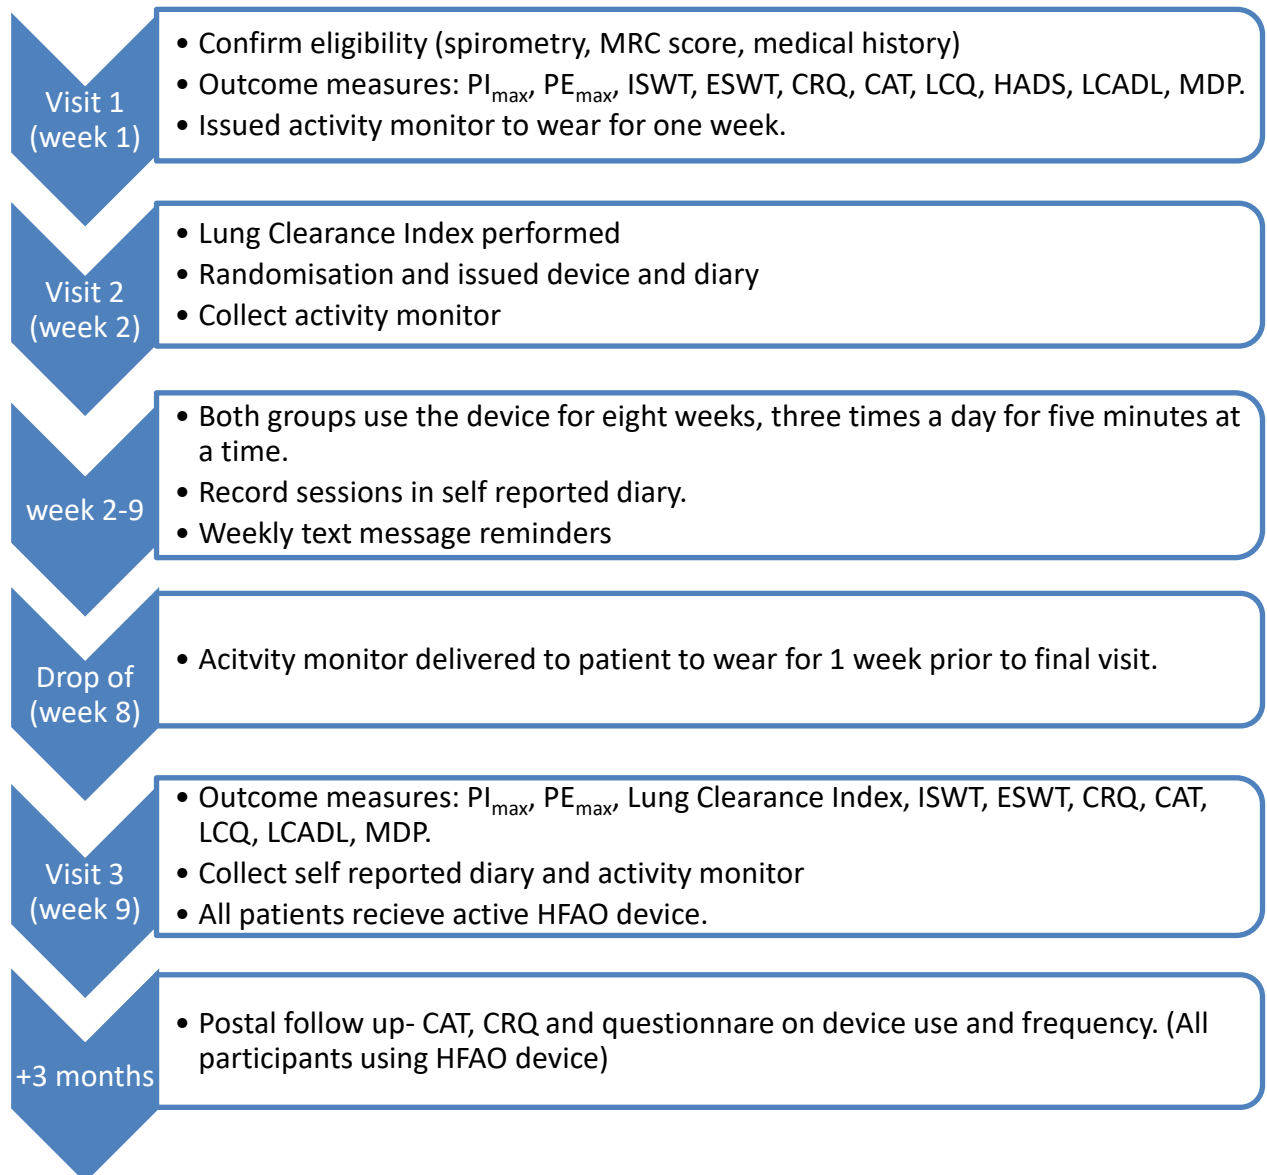 Visit 1
(week 1)
• Confirm eligibility (spirometry, MRC score, medical history)
• Outcome measures: PImax, PEmax, ISWT, ESWT, CRQ, CAT, LCQ, HADS, LCADL, MDP.
• Issued activity monitor to wear for one week.
Visit 2
(week 2)
• Lung Clearance Index performed
• Randomisation and issued device and diary
• Collect activity monitor
week 2-9
• Both groups use the device for eight weeks, three times a day for five minutes at
a time.
• Record sessions in self reported diary.
• Weekly text message reminders
Drop of
(week 8)
• Acitvity monitor delivered to patient to wear for 1 week prior to final visit.
Visit 3
(week 9)
• Outcome measures: PImax, PEmax, Lung Clearance Index, ISWT, ESWT, CRQ, CAT,
LCQ, LCADL, MDP.
• Collect self reported diary and activity monitor
• All patients recieve active HFAO device.
+3 months
• Postal follow up- CAT, CRQ and questionnare on device use and frequency. (All
participants using HFAO device)